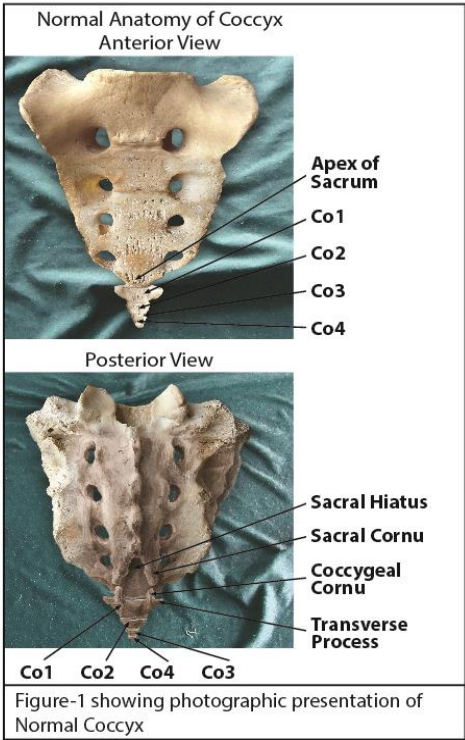 Normal Anatomy of Coccyx
Anterior View
Apex of
Sacrum
Co1
Co2
Co3
Co4
Posterior View
Sacral Hiatus
Sacral Cornu
Coccygeal
Cornu
Transverse
Process
Co1 Co2 Co4 Co3
Figure-1 showing photographic presentation of
Normal Coccyx